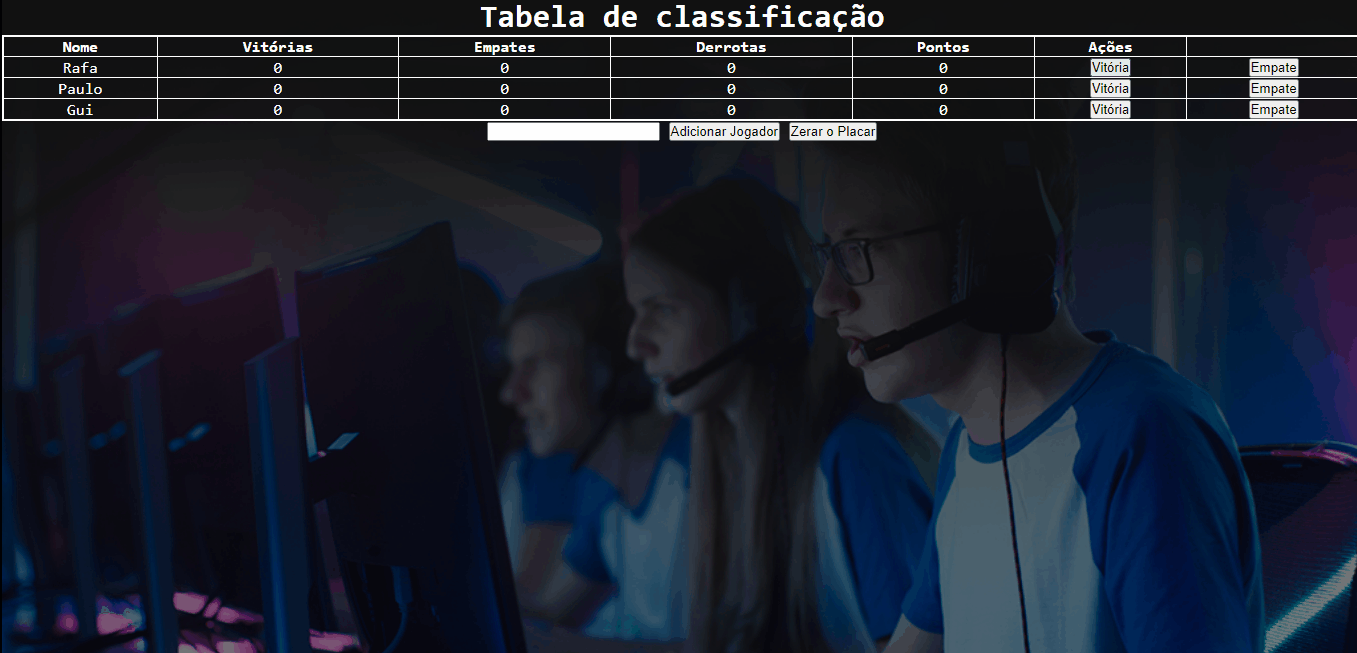 Tabela de classificação
Nome Vitórias Empates Derrotas Pontos Ações
Rafa 0 0 0 0 Vitória Empate
Paulo 0 0 0 0 Vitória Empate
Gui 0 0 0 0 Vitória Empate
Adicionar Jogador Zerar o Placar